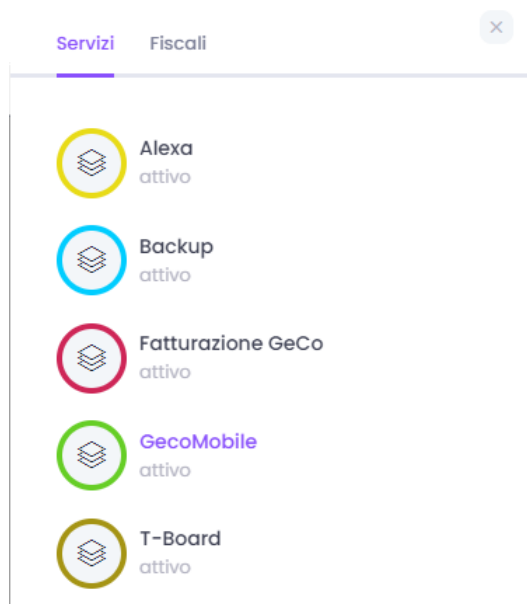 Servizi Fiscali
Alexa
attivo
Backup
attivo
Fatturazione GeCo
attivo
GecoMobile
attivo
T-Board
attivo